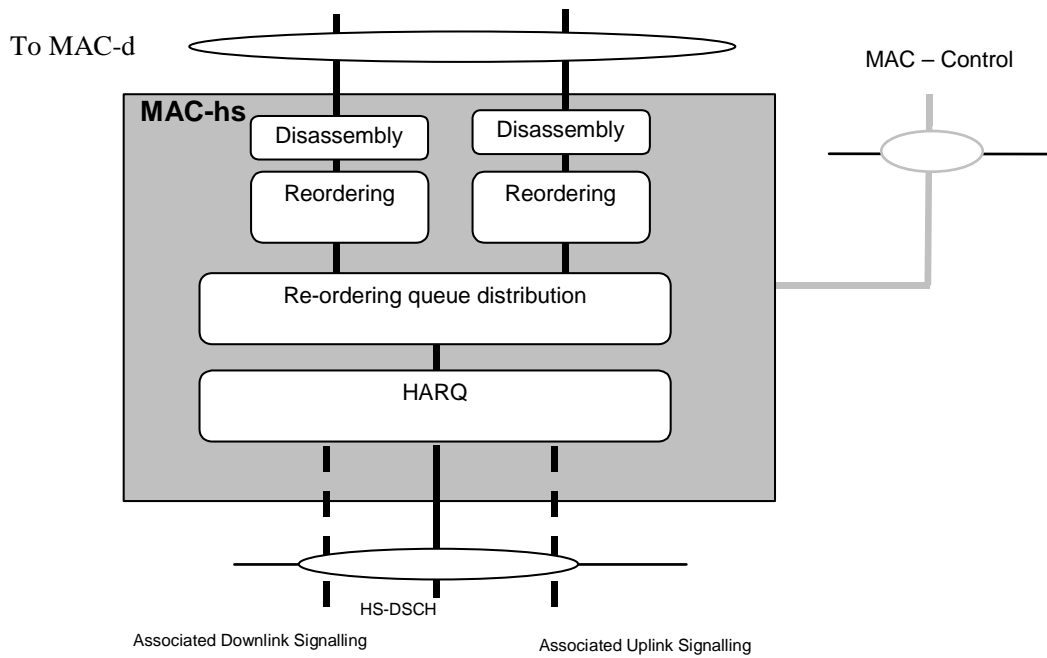 To MAC-d
MAC – Control
MAC-hs
Disassembly
Disassembly
Reordering
Reordering
Re-ordering queue distribution
HARQ
HS-DSCH
Associated Downlink Signalling
Associated Uplink Signalling